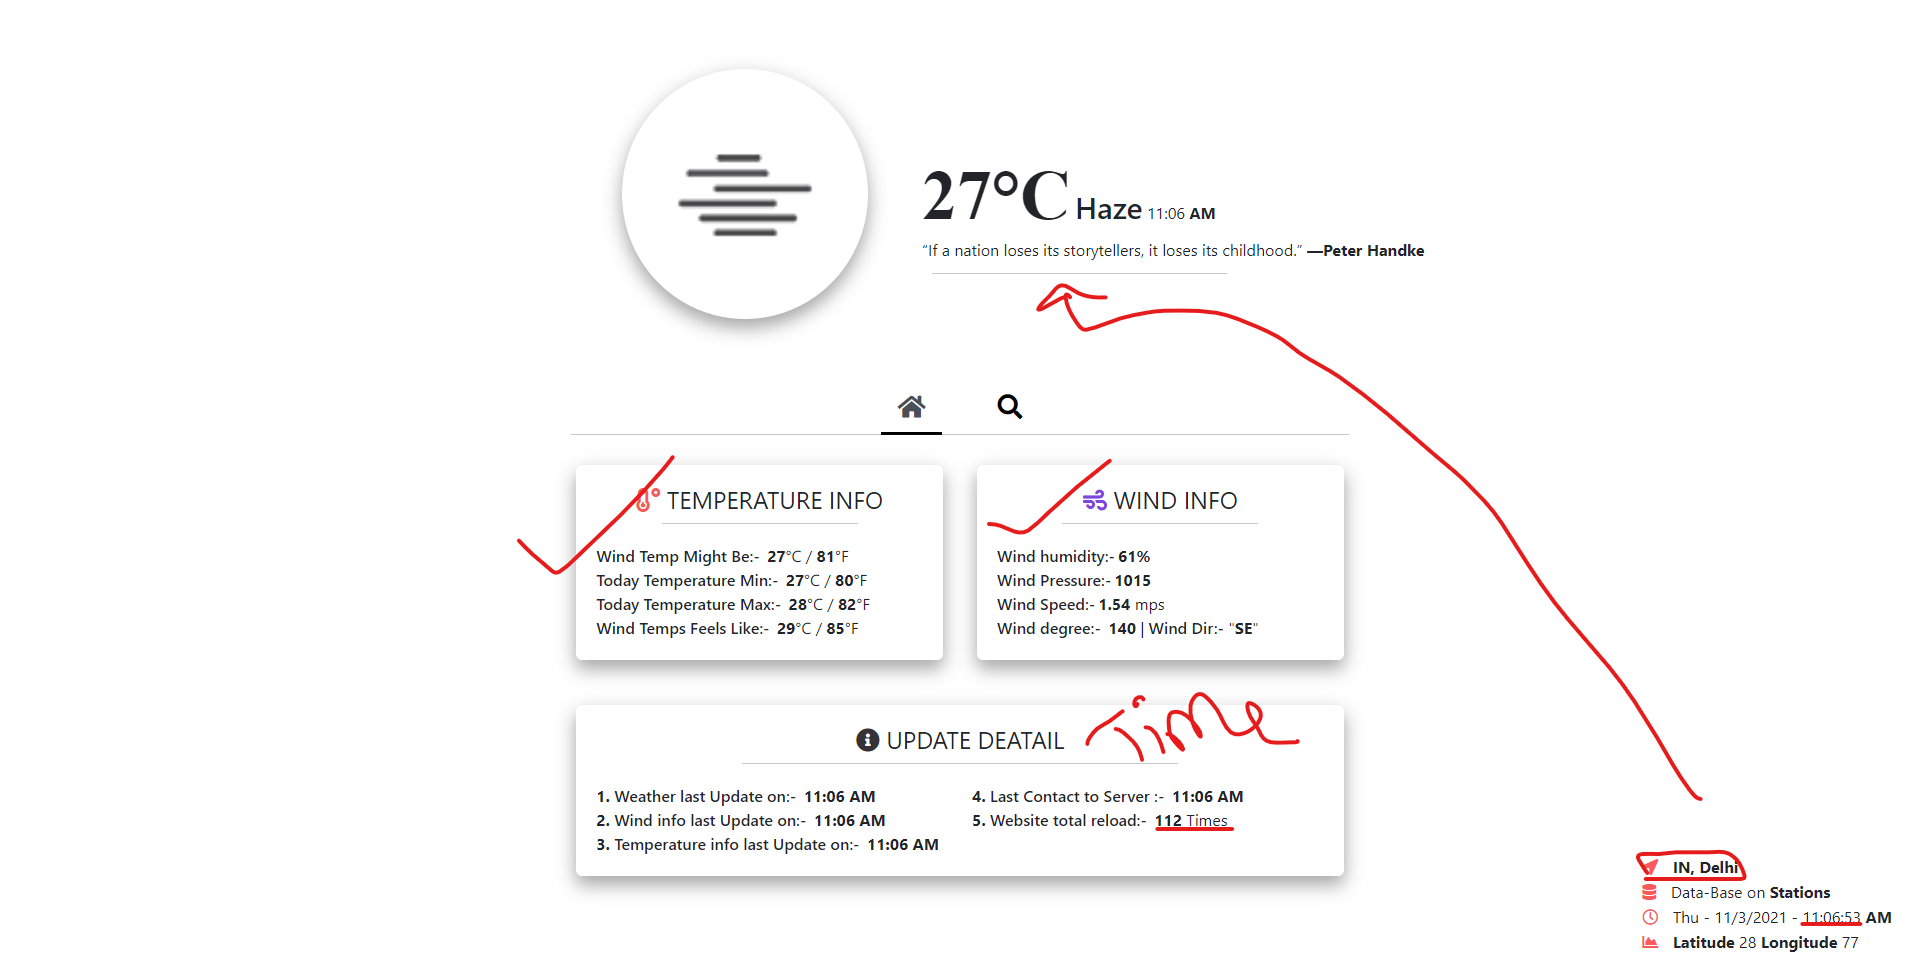 27°C Haze 11:06 AM
“If a nation loses its storytellers, it loses its childhood.” —Peter Handke
TEMPERATURE INFO
Wind Temp Might Be:- 27°C / 81°F
Today Temperature Min:- 27°C / 80°F
Today Temperature Max:- 28°C / 82°F
Wind Temps Feels Like:- 29°C / 85°F
WIND INFO
Wind humidity:- 61%
Wind Pressure:- 1015
Wind Speed:- 1.54 mps
Wind degree:- 140 | Wind Dir:- "SE"
UPDATE DEATAIL Time
1. Weather last Update on:- 11:06 AM
2. Wind info last Update on:- 11:06 AM
3. Temperature info last Update on:- 11:06 AM
4. Last Contact to Server :- 11:06 AM
5. Website total reload:- 112 Times
IN, Delhi
Data-Base on Stations
Thu - 11/3/2021 - 11:06:53 AM
Latitude 28 Longitude 77